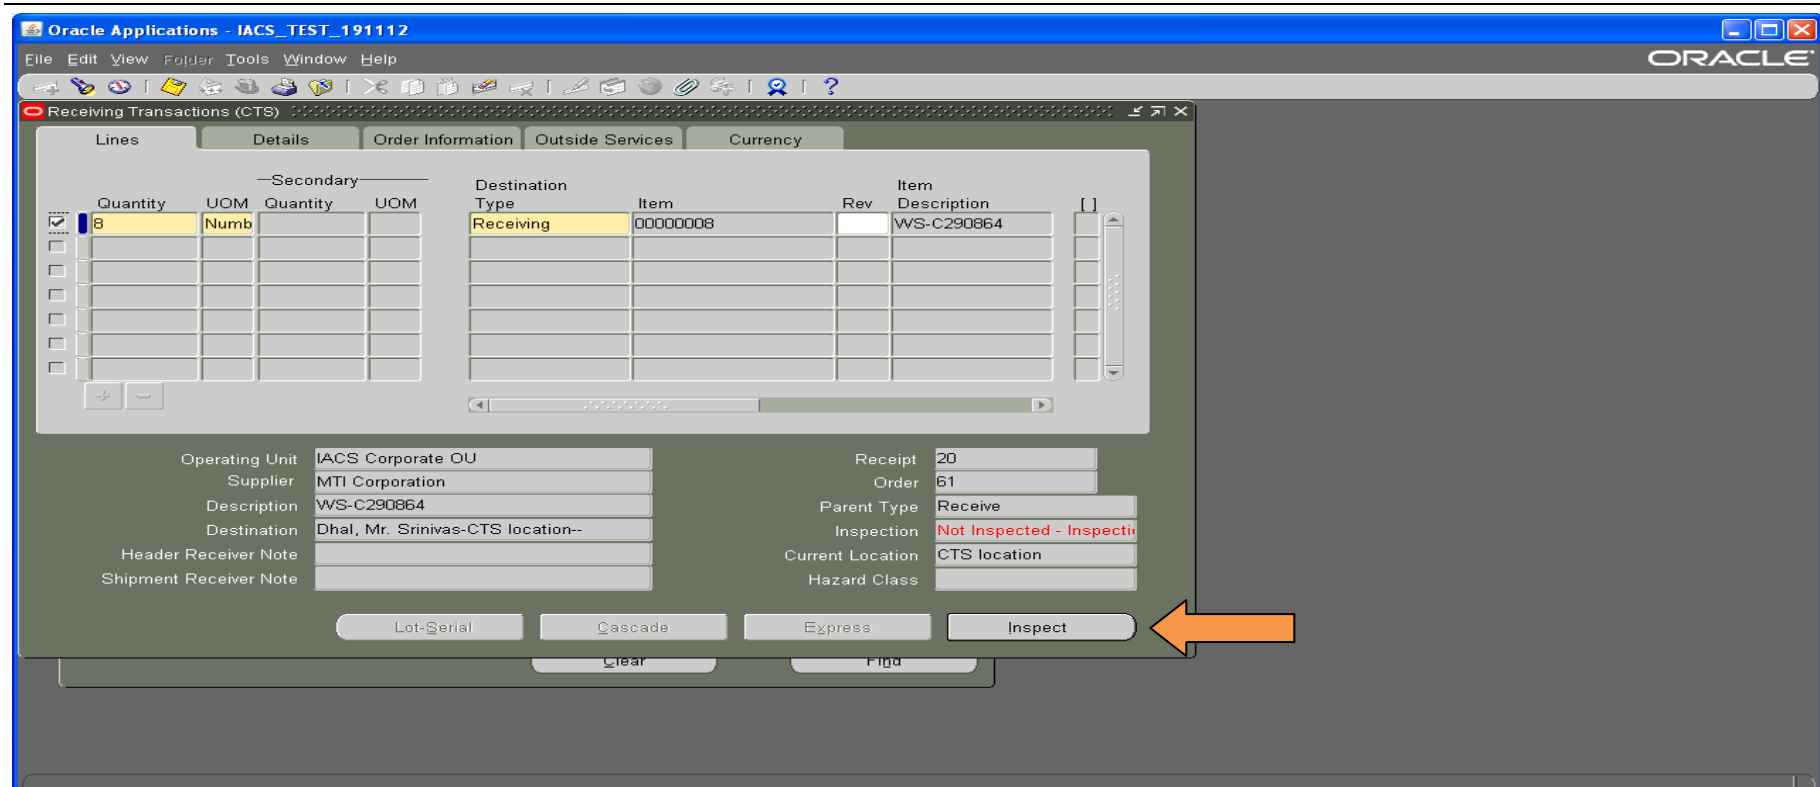 Oracle Applications - IACS_TEST_191112
File Edit View Folder Tools Window Help
ORACLE
Receiving Transactions (CTS)
Lines Details Order Information Outside Services Currency
Secondary
Destination Item
Quantity UOM Quantity UOM Type Item Rev Description [ ]
8 Numb Receiving 00000008 WS-C290864
Operating Unit IACS Corporate OU Receipt 20
Supplier MTI Corporation Order 61
Description WS-C290864 Parent Type Receive
Destination Dhal, Mr. Srinivas-CTS location-- Inspection Not Inspected - Inspecti
Header Receiver Note Current Location CTS location
Shipment Receiver Note Hazard Class
Lot-Serial Cascade Express Inspect
Clear Find